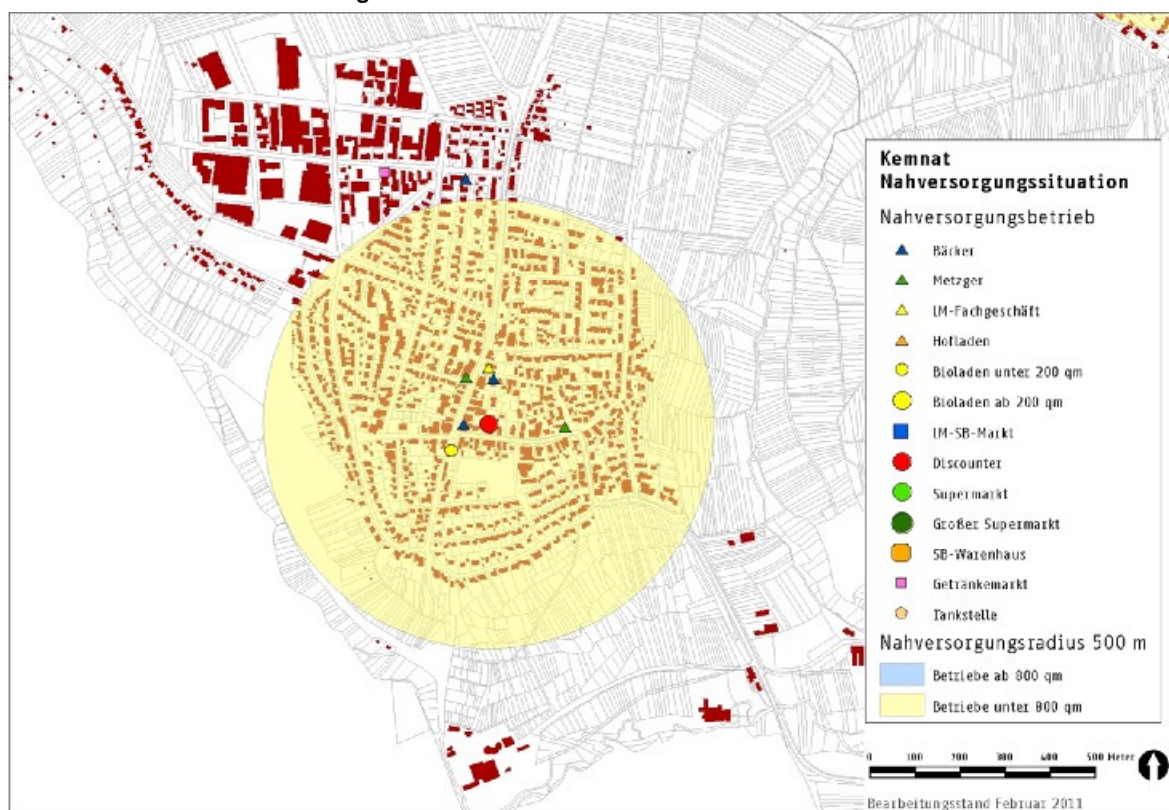 Kemnat
Nahversorgungssituation
Nahversorgungsbetrieb
Bäcker
Metzger
LM-Fachgeschäft
Hofladen
Bioladen unter 200 qm
Bioladen ab 200 qm
LM-SB-Markt
Discounter
Supermarkt
Großer Supermarkt
SB-Warenhaus
Getränkemarkt
Tankstelle
Nahversorgungsradius 500 m
Betriebe ab 800 qm
Betriebe unter 800 qm
0 100 200 300 400 500 Meter
Bearbeitungsstand Februar 2011